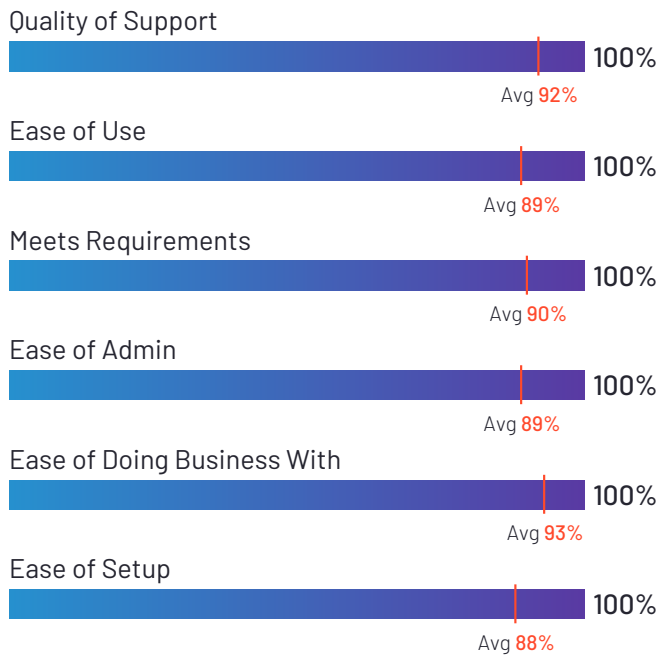 Quality of Support
100%
Avg 92%
Ease of Use
100%
Avg 89%
Meets Requirements
100%
Avg 90%
Ease of Admin
100%
Avg 89%
Ease of Doing Business With
100%
Avg 93%
Ease of Setup
100%
Avg 88%